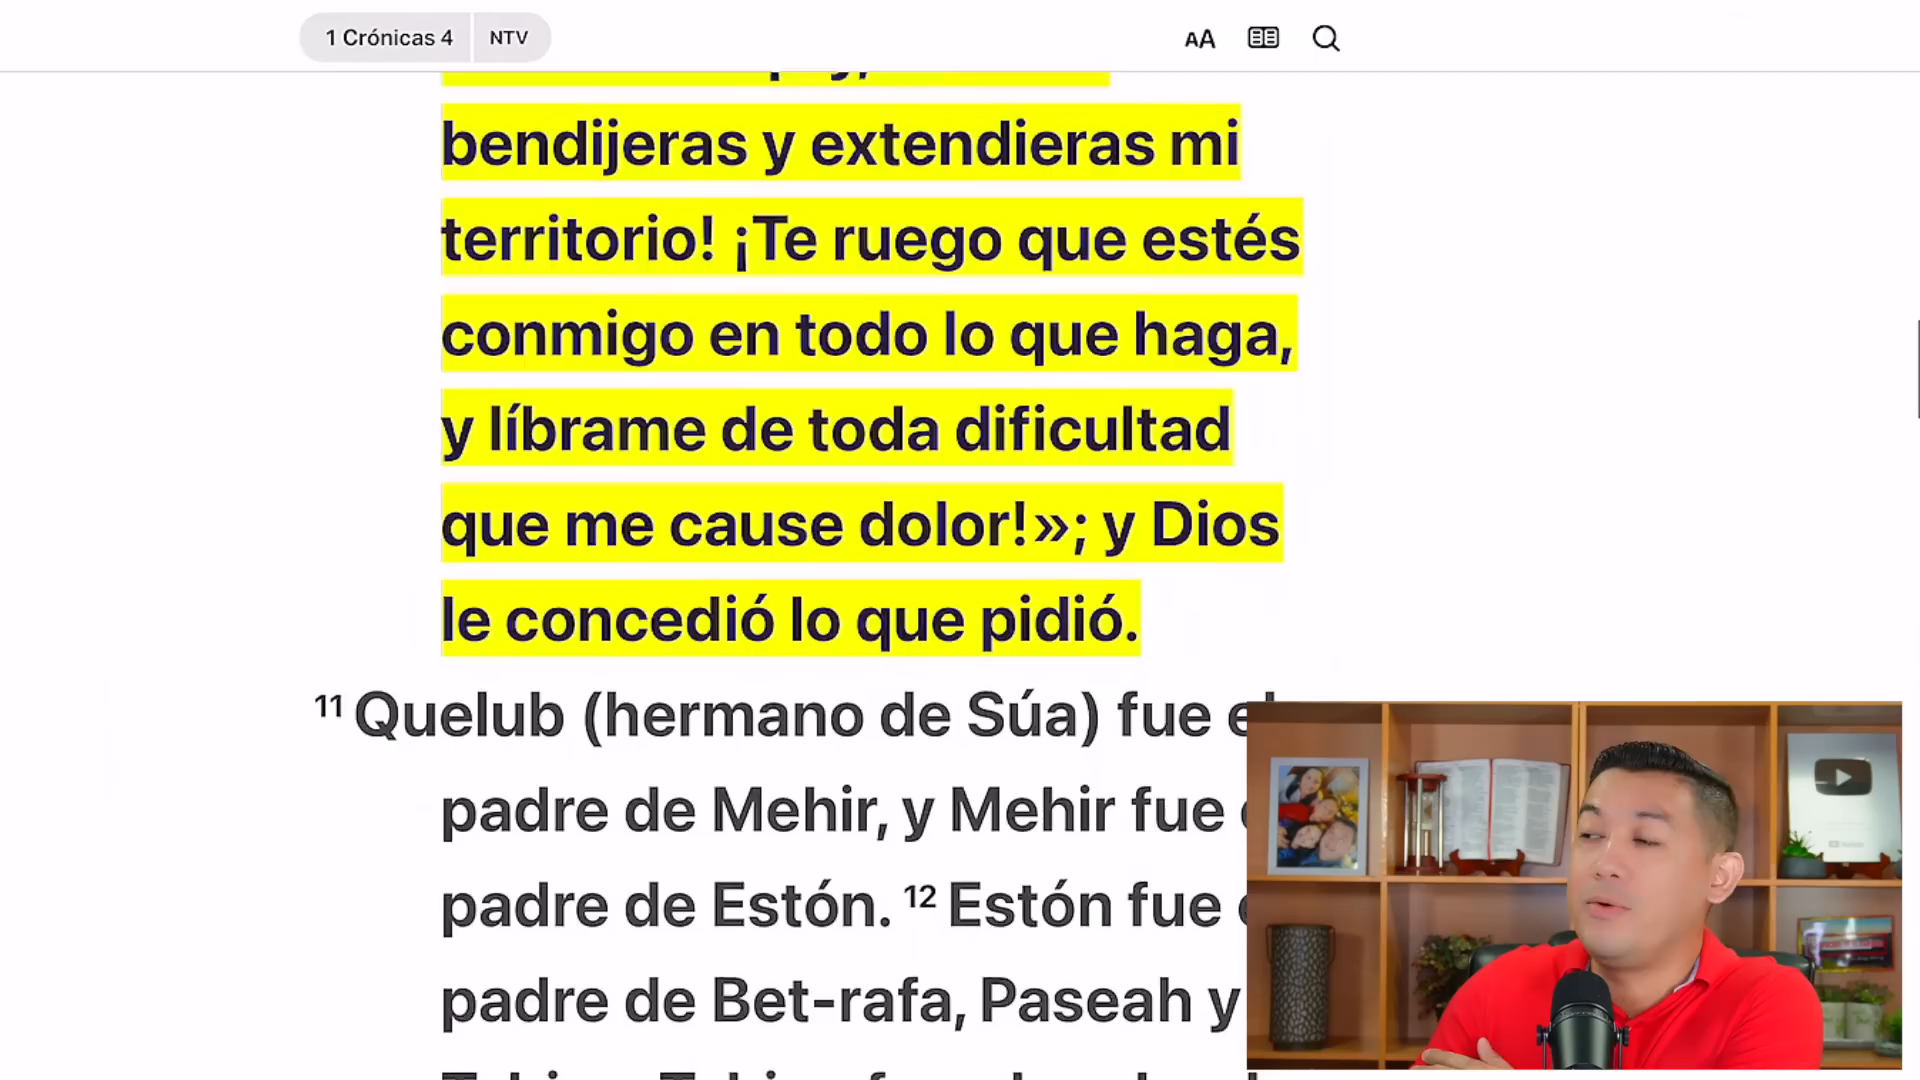 1 Crónicas 4 NTV AA
bendijeras y extendieras mi
territorio! ¡Te ruego que estés
conmigo en todo lo que haga,
y líbrame de toda dificultad
que me cause dolor!»; y Dios
le concedió lo que pidió.
11 Quelub (hermano de Súa) fue el
padre de Mehir, y Mehir fue
padre de Estón. 12 Estón fue
padre de Bet-rafa, Paseah y